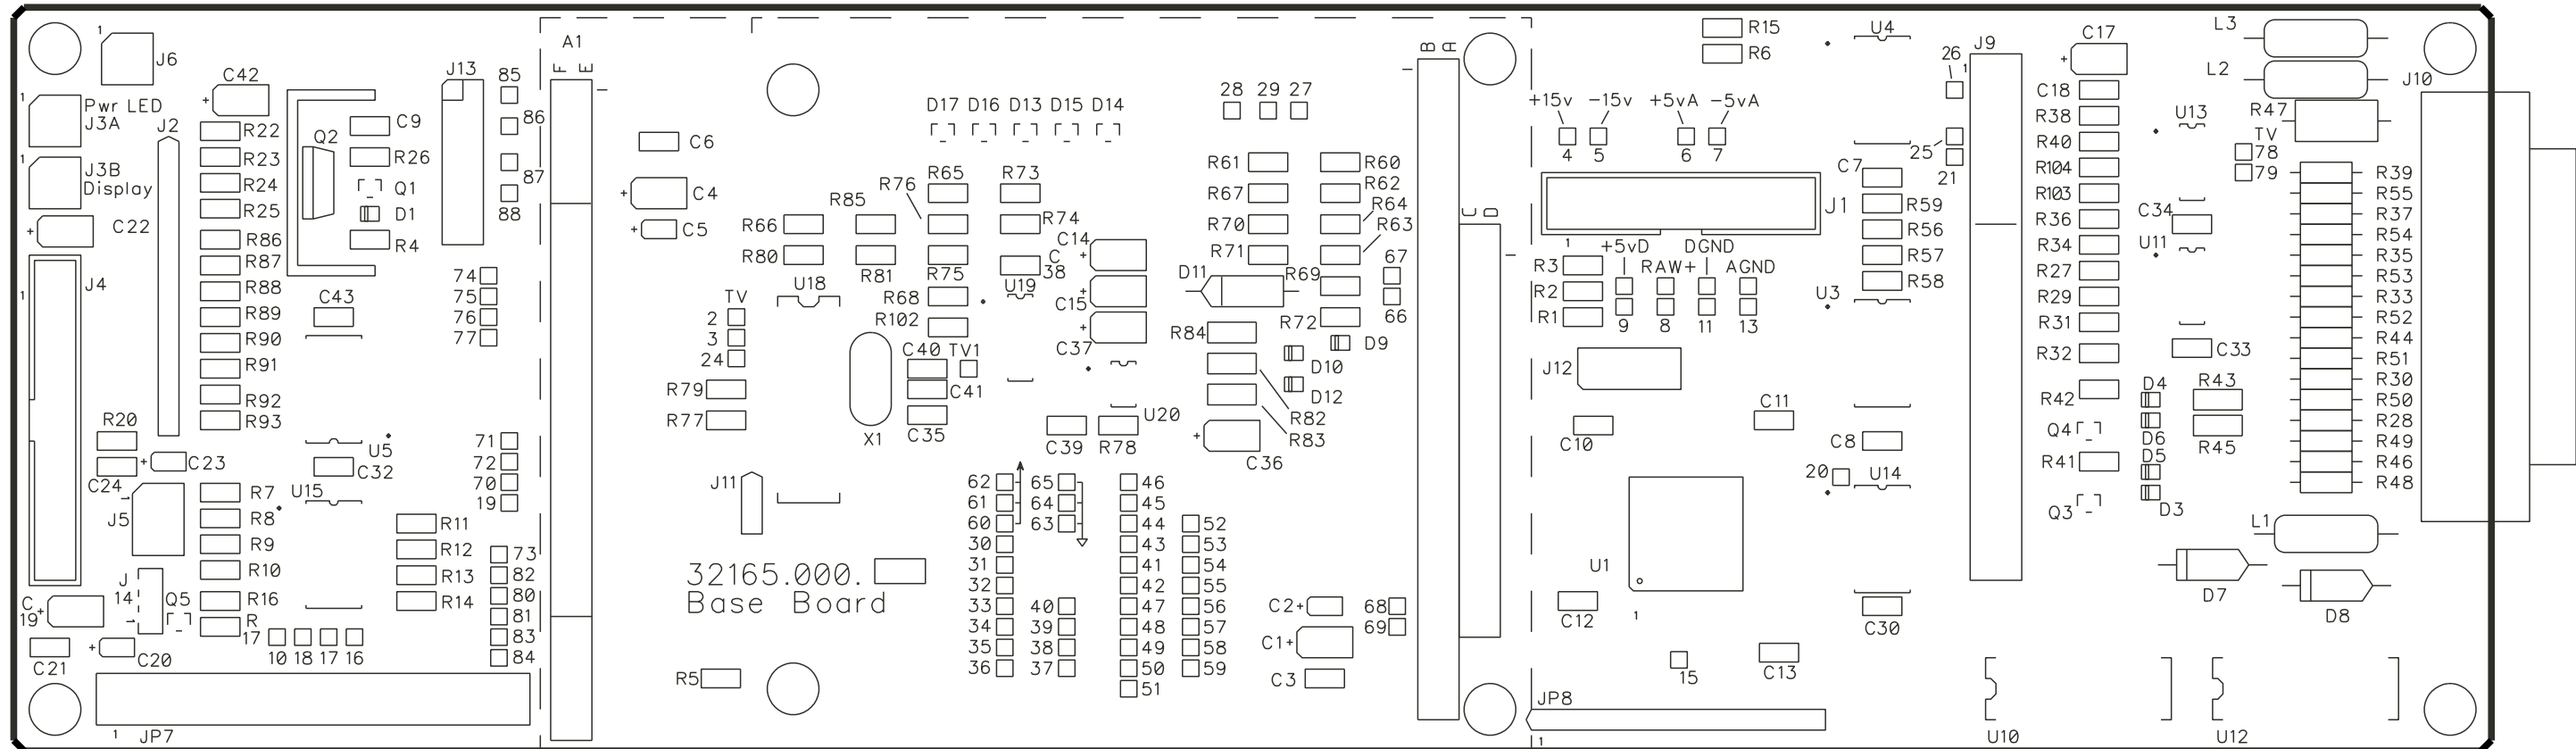 1
J6
1
Pwr LED
J3A
1
J3B
Display
+
C22
1
J4
J2
C42
+
R22
R23
R24
R25
R86
R87
R88
R89
R90
R91
R92
R93
Q2
C9
R26
Q1
D1
R4
C43
J13
85
86
87
88
74
75
76
77
R20
+
C23
C24
1
J5
U5
C32
U15
71
72
70
19
R7
R8
R9
R10
R16
R
17
R11
R12
R13
R14
73
82
80
81
83
84
J
14
1
Q5
C
19
+
C21
+
C20
10
18
17
16
1
JP7
A1
F
E
C6
+
C4
+
C5
D17
D16
D13
D15
D14
R76
R65
R73
R85
R66
R74
R80
R81
R75
C
38
C14
+
C15
+
+
C37
U18
U19
R68
R102
TV
2
3
24
C40
TV1
C41
R79
R77
X1
C35
C39
R78
U20
J11
32165.000.
Base Board
R5
28
29
27
R61
R60
R67
R62
R64
R70
R63
R71
67
D11
R69
66
R84
R72
D9
D10
D12
R82
R83
+
C36
62
61
60
30
31
32
33
34
35
36
65
64
63
40
39
38
37
46
45
44
43
41
42
47
48
49
50
51
52
53
54
55
56
57
58
59
C2
+
C1
+
C3
68
69
B
A
C
D
R15
R6
+15v
-15v
+5vA
-5vA
4
5
6
7
J1
1
+5vD
DGND
RAW+
AGND
R3
R2
R1
9
8
11
13
J12
C10
C11
U1
1
C12
15
C13
JP8
1
U4
C7
R59
R56
R57
R58
U3
C8
20
U14
C30
26
1
J9
25
21
C17
+
C18
R38
R40
R104
R103
R36
R34
R27
R29
R31
R32
R42
Q4
R41
Q3
U13
C34
U11
C33
D4
R43
D6
R45
D5
D3
L3
L2
J10
R47
TV
78
79
R39
R55
R37
R54
R35
R53
R33
R52
R44
R51
R30
R50
R28
R49
R46
R48
L1
D7
D8
U10
U12